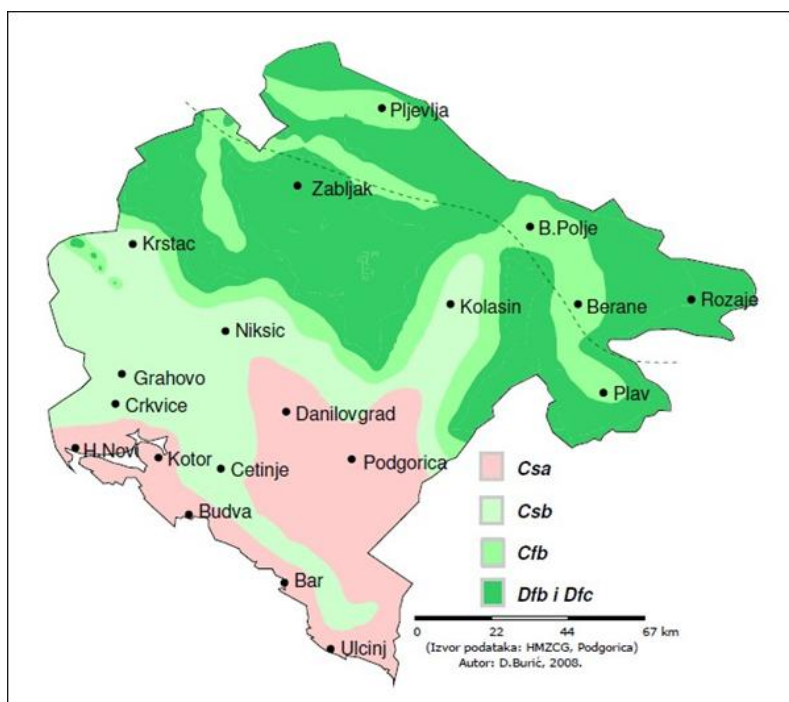 Pljevlja
Zabljak
B.Polje
Krstac
Rozaje
Kolasin
Berane
Niksic
Grahovo
Plav
Crkvice
Danilovgrad
H.Novi
Kotor
Podgorica
Cetinje
Csa
Budva
Csb
Cfb
Bar
Dfb i Dfc
0 22 44 67 km
(Izvor podataka: HMZCG, Podgorica)
Ulcinj
Autor: D.Burić, 2008.